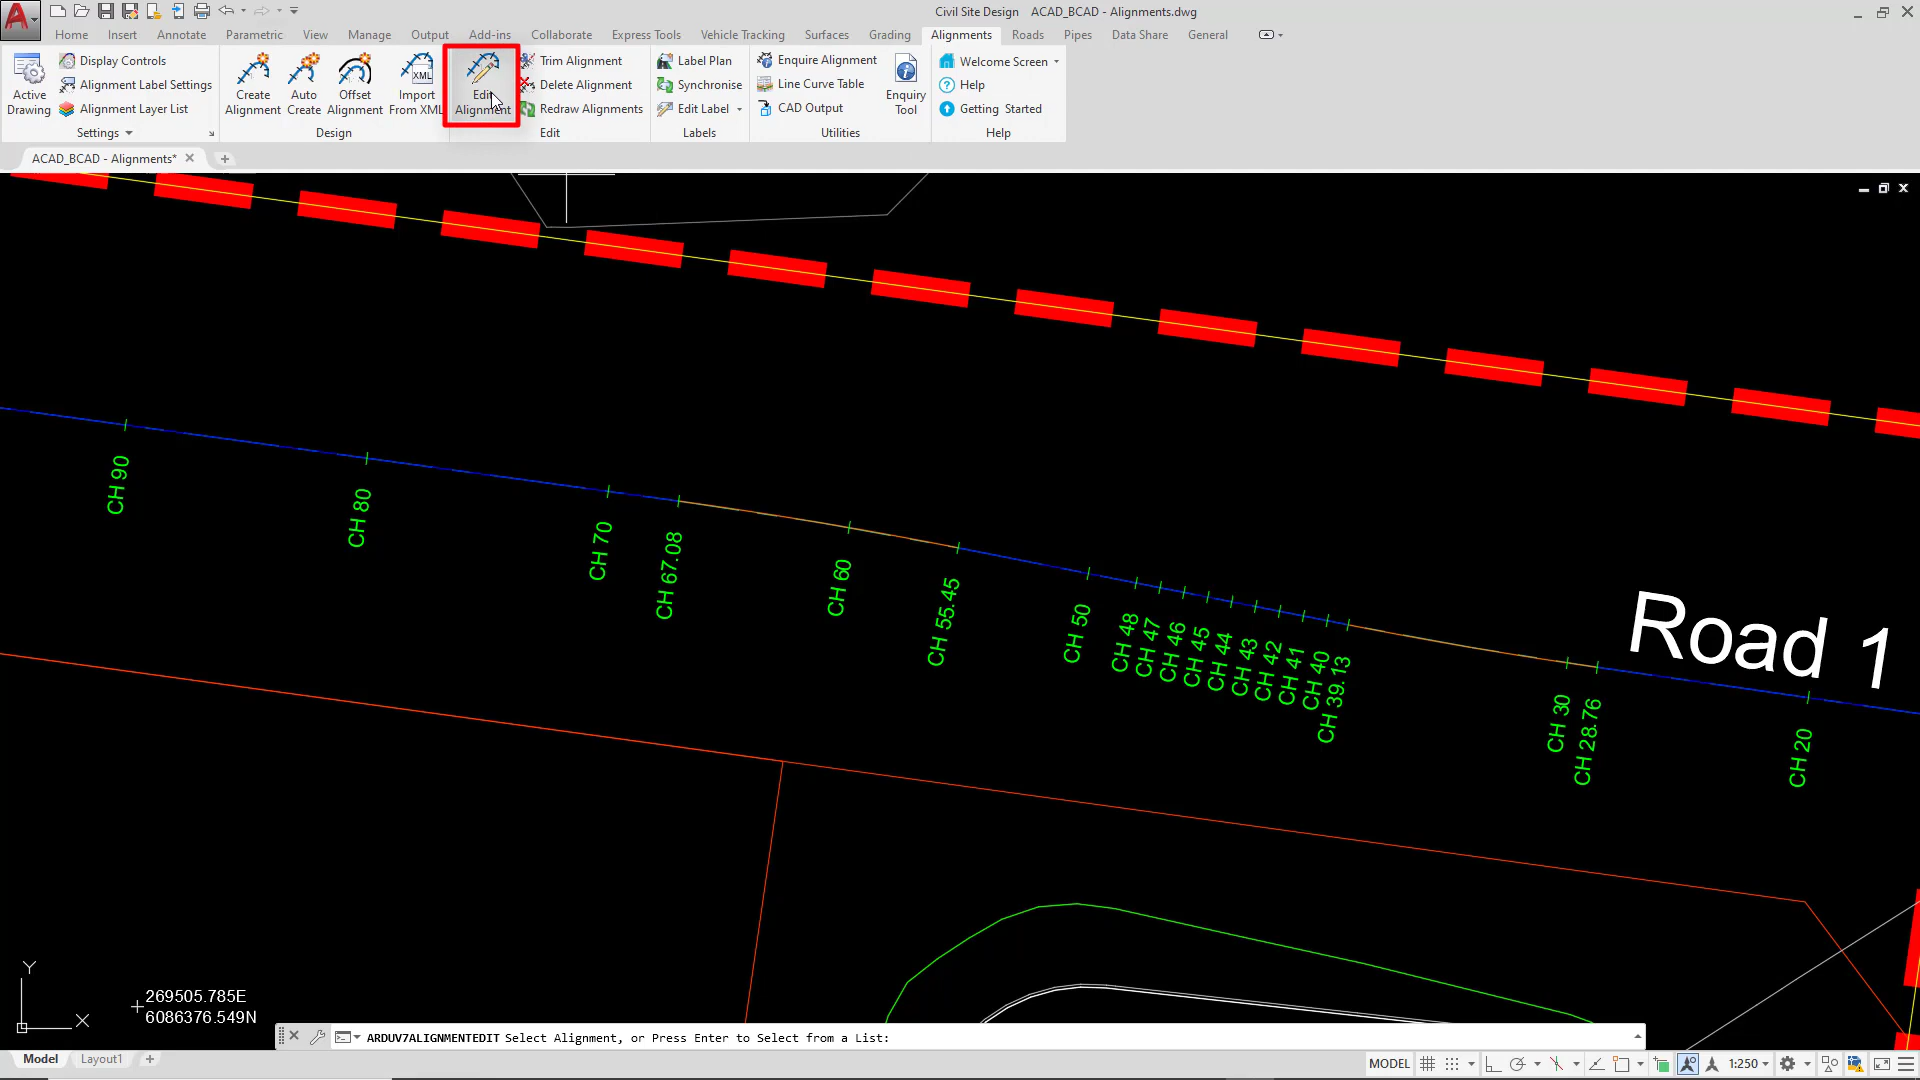 Civil Site Design ACAD_BCAD - Alignments.dwg
Home Insert Annotate Parametric View Manage Output Add-ins Collaborate Express Tools Vehicle Tracking Surfaces Grading Alignments Roads Pipes Data Share General
Active
Drawing
Display Controls
Alignment Label Settings
Alignment Layer List
Settings
Create
Alignment
Auto
Create
Offset
Alignment
Import
From XML
XML
Design
Edit
Alignment
Trim Alignment
Delete Alignment
Redraw Alignments
Edit
Label Plan
Synchronise
Edit Label
Labels
Enquire Alignment
Line Curve Table
CAD Output
Enquiry
Tool
Utilities
Welcome Screen
Help
Getting Started
Help
ACAD_BCAD - Alignments*
CH 90
CH 80
CH 70
CH 67.08
CH 60
CH 55.45
CH 50
CH 48
CH 47
CH 46
CH 45
CH 44
CH 43
CH 42
CH 41
CH 40
CH 39.13
CH 30
CH 28.76
CH 20
Road 1
Y
X
269505.785E
6086376.549N
ARDUV7ALIGNMENTEDIT Select Alignment, or Press Enter to Select from a List:
Model Layout1
MODEL 1:250